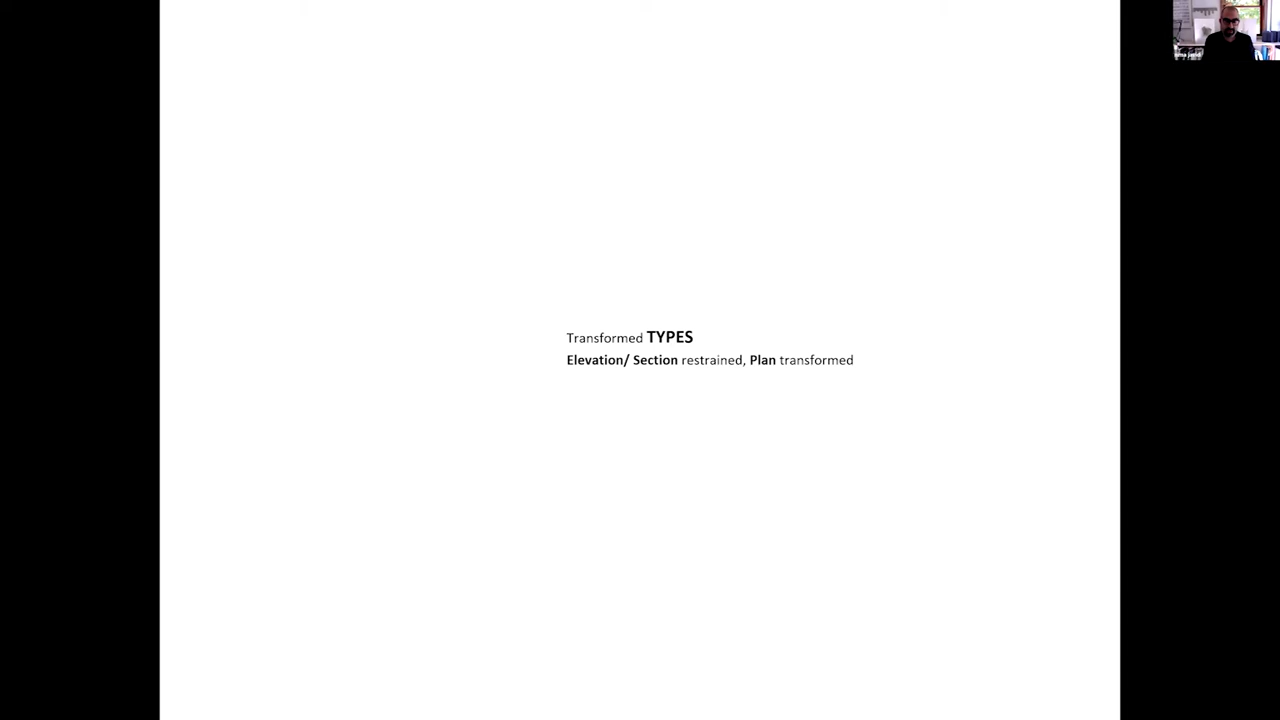 Transformed TYPES
Elevation/ Section restrained, Plan transformed